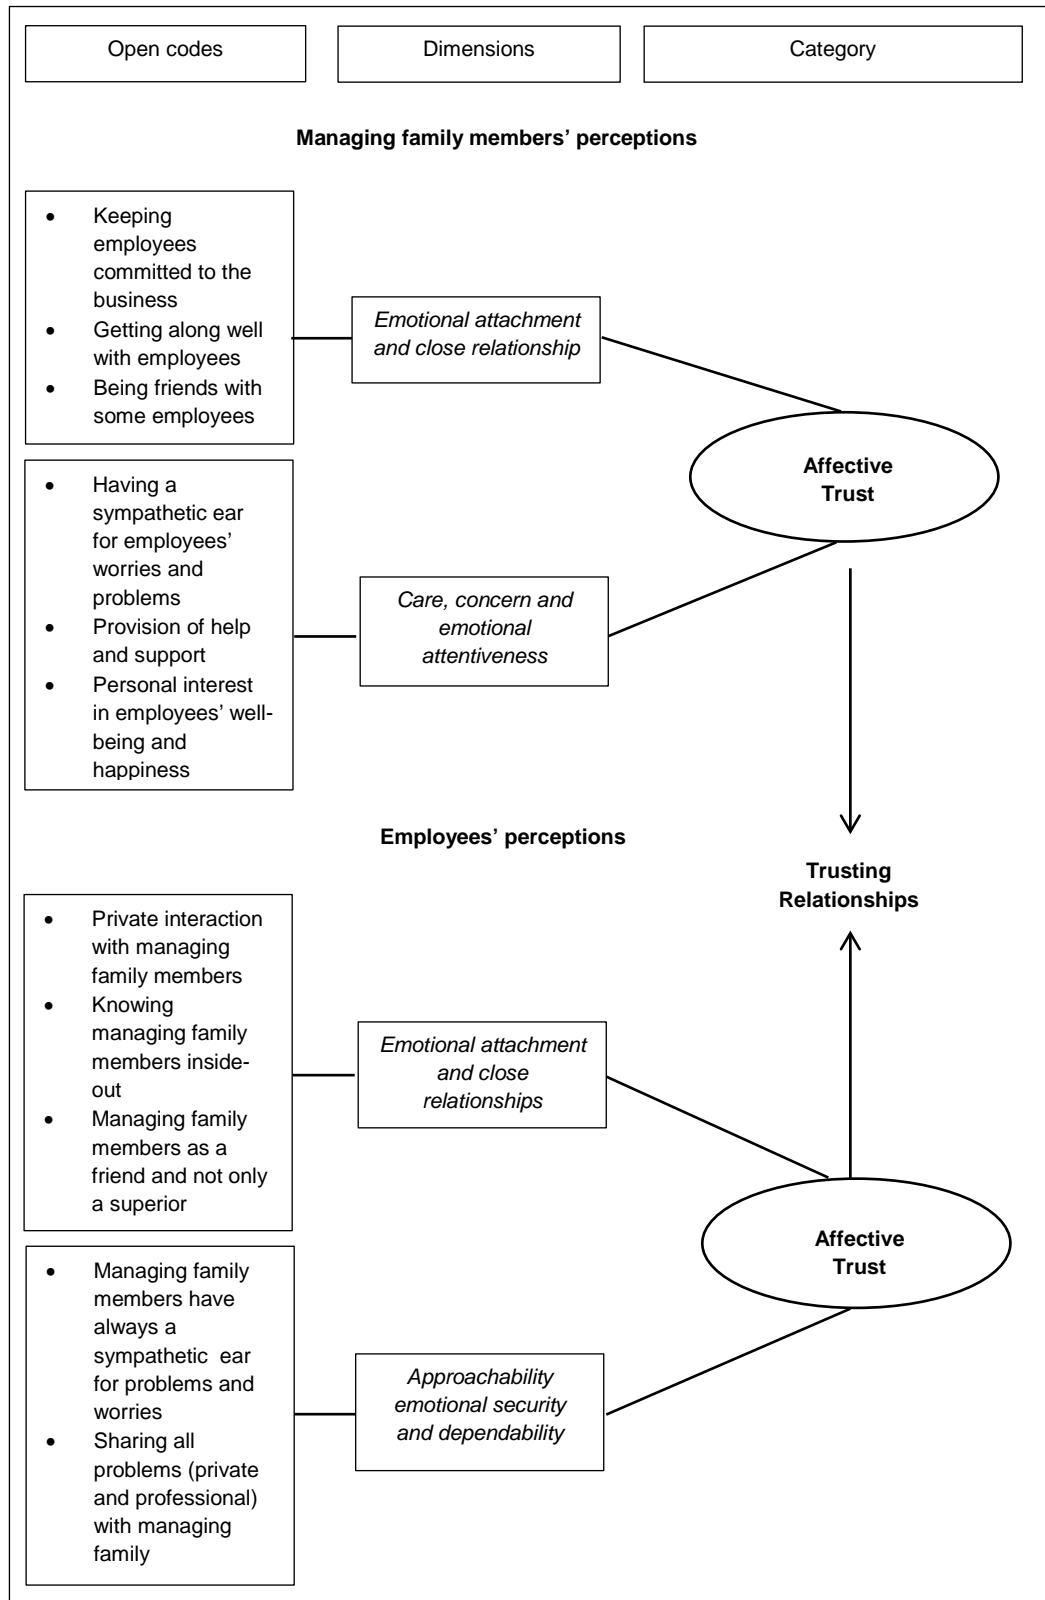 Open codes
Dimensions
Category
Managing family members’ perceptions
• Keeping
employees
committed to the
business
• Getting along well
with employees
• Being friends with
some employees
Emotional attachment
and close relationship
Affective
Trust
• Having a
sympathetic ear
for employees’
worries and
problems
• Provision of help
and support
• Personal interest
in employees’ well-
being and
happiness
Care, concern and
emotional
attentiveness
Employees’ perceptions
Trusting
Relationships
• Private interaction
with managing
family members
• Knowing
managing family
members inside-
out
• Managing family
members as a
friend and not only
a superior
Emotional attachment
and close
relationships
Affective
Trust
• Managing family
members have
always a
sympathetic ear
for problems and
worries
• Sharing all
problems (private
and professional)
with managing
family
Approachability
emotional security
and dependability